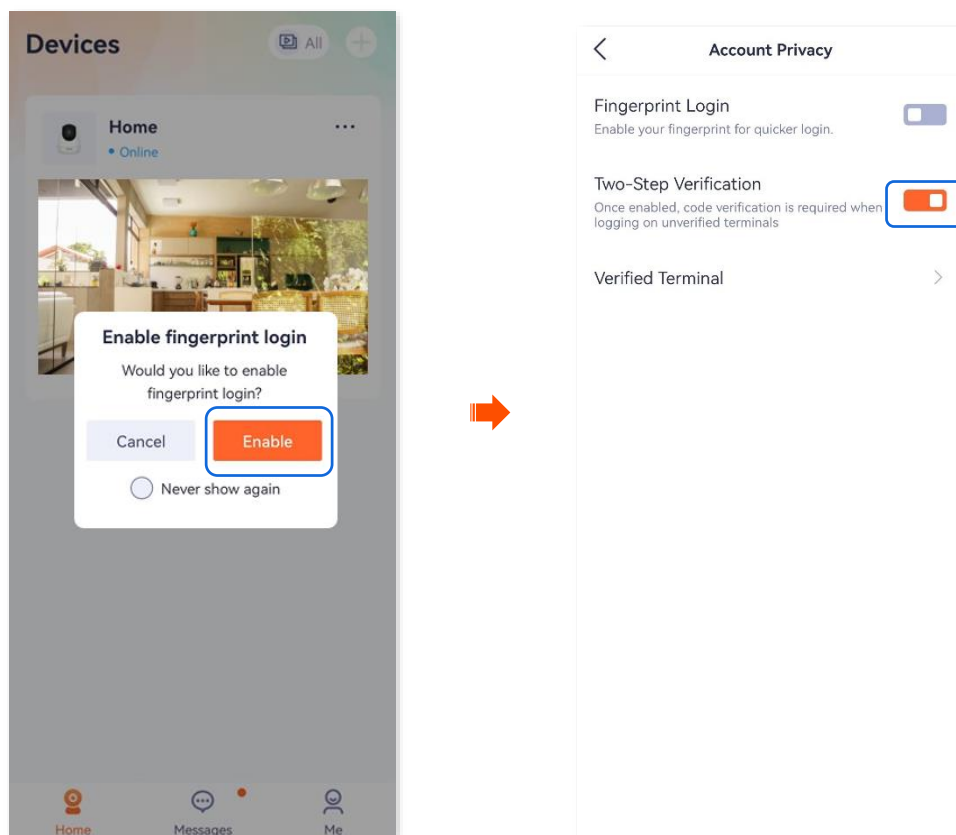 Devices
All
Home
• Online
Enable fingerprint login
Would you like to enable
fingerprint login?
Cancel
Enable
Never show again
Home
Messages
Me
Account Privacy
Fingerprint Login
Enable your fingerprint for quicker login.
Two-Step Verification
Once enabled, code verification is required when
logging on unverified terminals
Verified Terminal